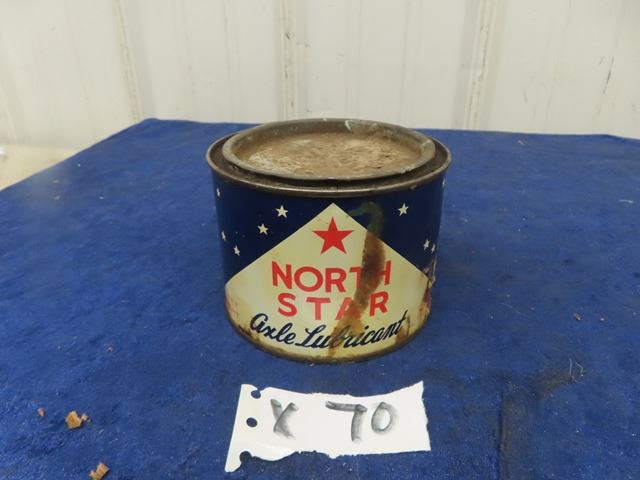 NORTH
STAR
Axle Lubricant
X 70